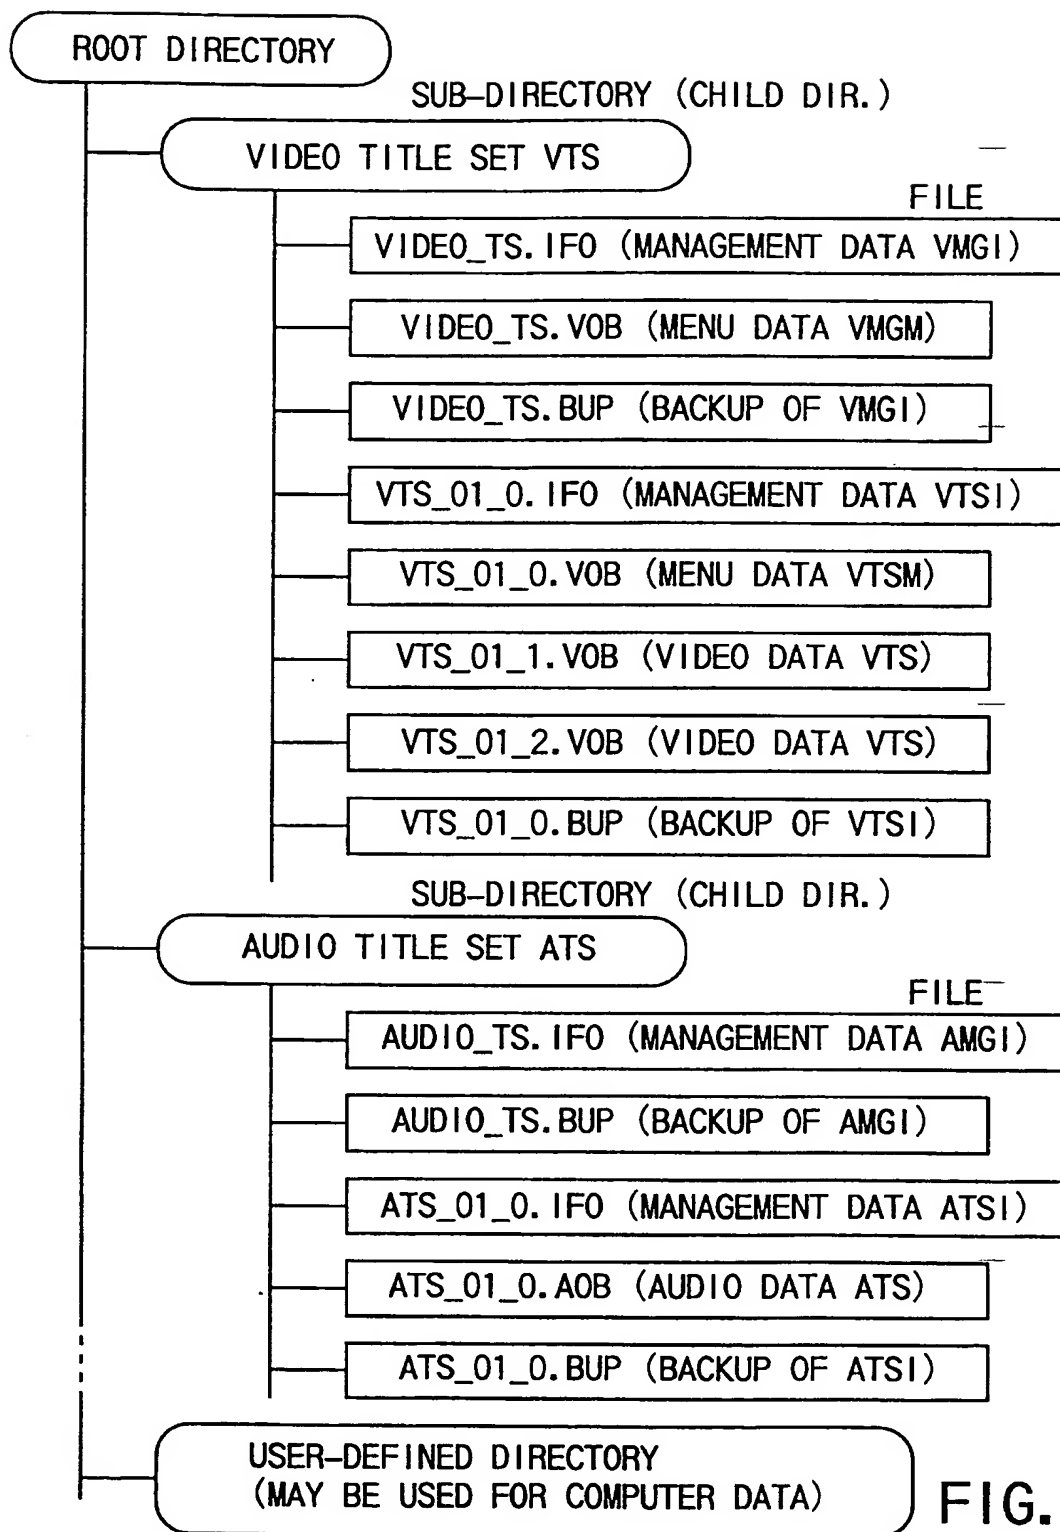 ROOT DIRECTORY
SUB-DIRECTORY (CHILD DIR.)
VIDEO TITLE SET VTS
FILE
VIDEO_TS.IFO (MANAGEMENT DATA VMGI)
VIDEO_TS.VOB (MENU DATA VMGM)
VIDEO_TS.BUP (BACKUP OF VMGI)
VTS_01_0.IFO (MANAGEMENT DATA VTSI)
VTS_01_0.VOB (MENU DATA VTSM)
VTS_01_1.VOB (VIDEO DATA VTS)
VTS_01_2.VOB (VIDEO DATA VTS)
VTS_01_0.BUP (BACKUP OF VTSI)
SUB-DIRECTORY (CHILD DIR.)
AUDIO TITLE SET ATS
FILE
AUDIO_TS.IFO (MANAGEMENT DATA AMGI)
AUDIO_TS.BUP (BACKUP OF AMGI)
ATS_01_0.IFO (MANAGEMENT DATA ATSI)
ATS_01_0.AOB (AUDIO DATA ATS)
ATS_01_0.BUP (BACKUP OF ATSI)
USER-DEFINED DIRECTORY
(MAY BE USED FOR COMPUTER DATA)
FIG.